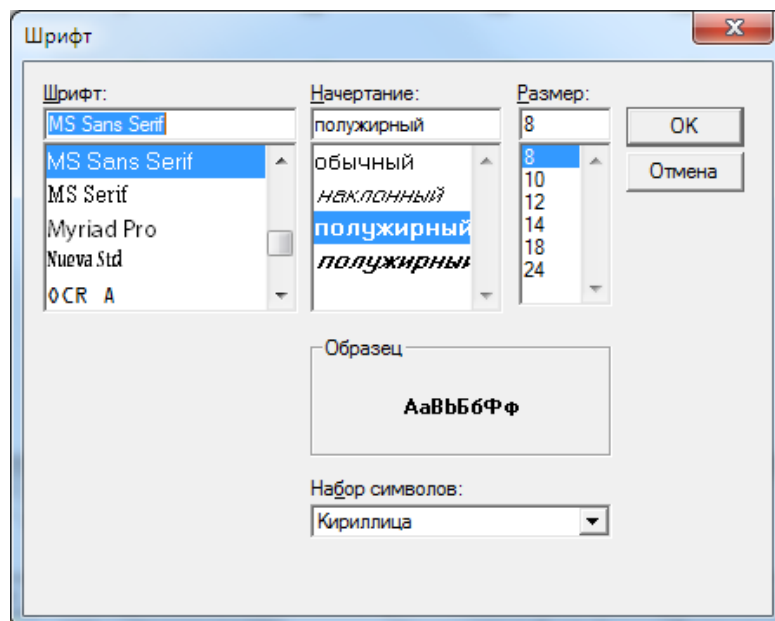 Шрифт
Шрифт:
MS Sans Serif
MS Sans Serif
MS Serif
Myriad Pro
Nueva Std
OCR A
Начертание:
полужирный
обычный
наклонный
полужирный
полужирный
Размер:
8
8
10
12
14
18
24
OK
Отмена
Образец
АаВbБбФф
Набор символов:
Кириллица